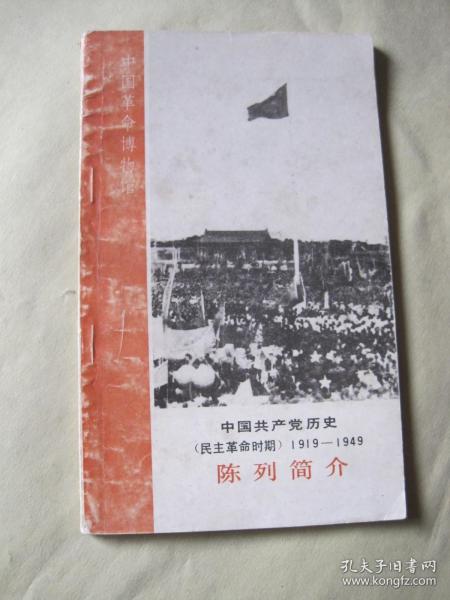 中国革命博物馆
中国共产党历史
(民主革命时期) 1919—1949
陈列简介
孔夫子旧书网
www.kongfz.com